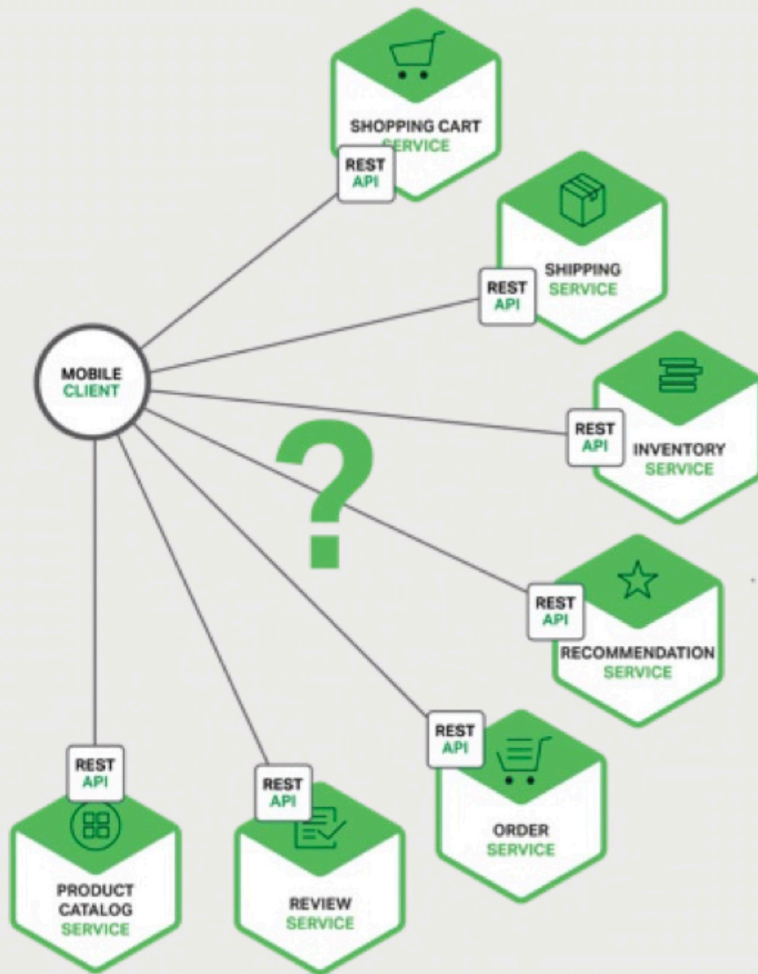 SHOPPING CART
SERVICE
REST
API
SHIPPING
SERVICE
REST
API
MOBILE
CLIENT
INVENTORY
SERVICE
REST
API
?
RECOMMENDATION
SERVICE
REST
API
ORDER
SERVICE
REST
API
REVIEW
SERVICE
REST
API
PRODUCT
CATALOG
SERVICE
REST
API